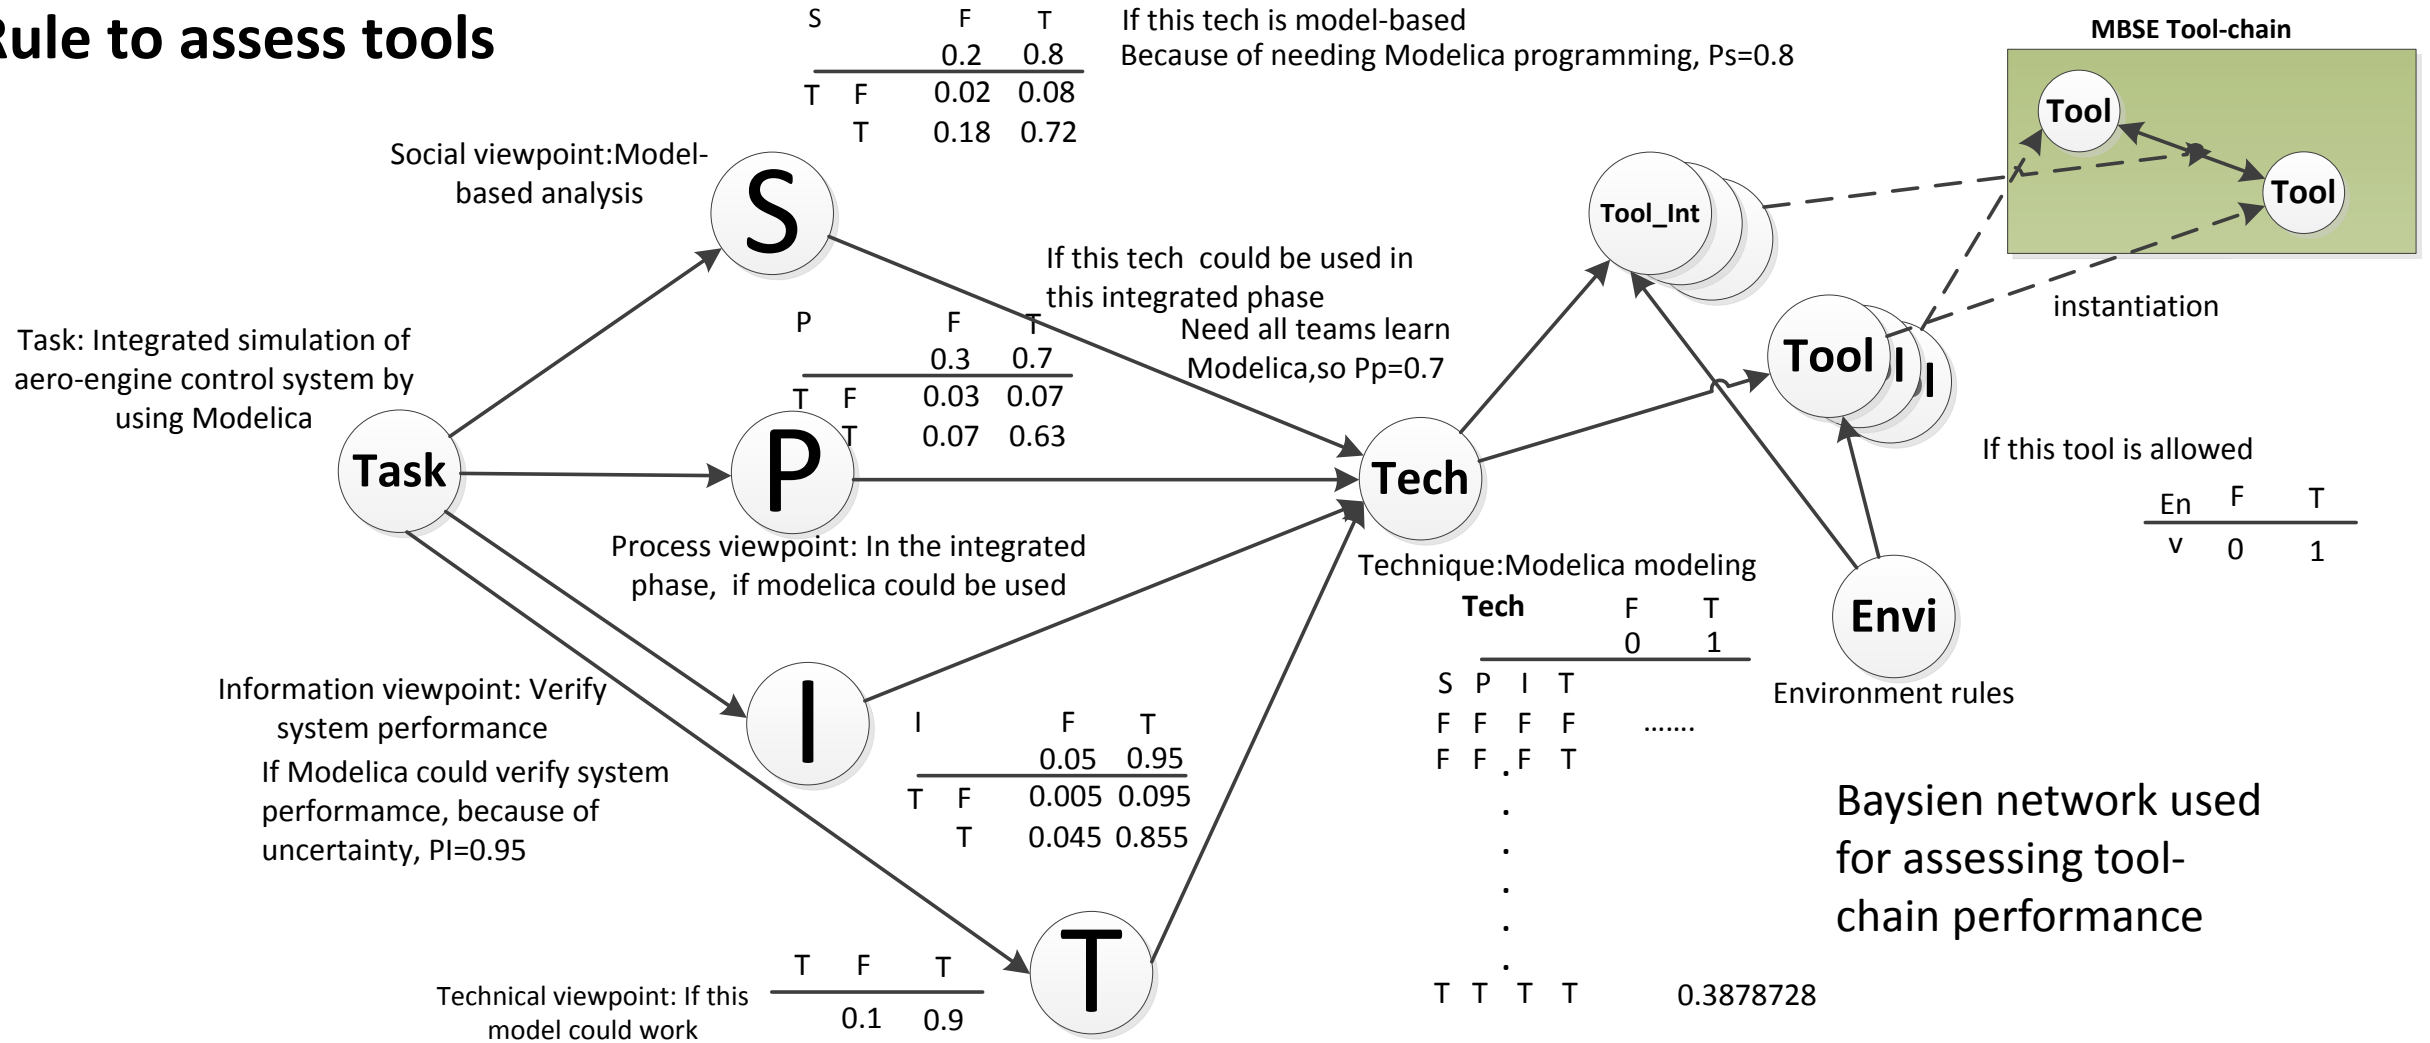 Rule to assess tools
S F T
0.2 0.8
T F 0.02 0.08
T 0.18 0.72
If this tech is model-based
Because of needing Modelica programming, Ps=0.8
MBSE Tool-chain
Tool
Tool
Social viewpoint:Model-
based analysis
S
Tool_Int
If this tech could be used in
this integrated phase
Need all teams learn
Modelica,so Pp=0.7
instantiation
P F T
0.3 0.7
T F 0.03 0.07
T 0.07 0.63
Task: Integrated simulation of
aero-engine control system by
using Modelica
Tool
l
l
Task
P
Tech
If this tool is allowed
En F T
v 0 1
Process viewpoint: In the integrated
phase, if modelica could be used
Technique:Modelica modeling
Tech F T
0 1
S P I T
F F F F .......
F F F T
.
.
.
.
.
.
T T T T 0.3878728
Envi
Environment rules
Information viewpoint: Verify
system performance
If Modelica could verify system
performamce, because of
uncertainty, PI=0.95
I
I F T
0.05 0.95
T F 0.005 0.095
T 0.045 0.855
Baysien network used
for assessing tool-
chain performance
Technical viewpoint: If this
model could work
T F T
0.1 0.9
T